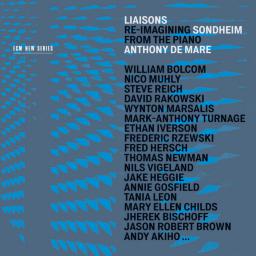 LIAISONS
RE-IMAGINING SONDHEIM
FROM THE PIANO
ECM NEW SERIES
ANTHONY DE MARE
WILLIAM BOLCOM
NICO MUHLY
STEVE REICH
DAVID RAKOWSKI
WYNTON MARSALIS
MARK-ANTHONY TURNAGE
ETHAN IVERSON
FREDERIC RZEWSKI
FRED HERSCH
THOMAS NEWMAN
NILS VIGELAND
JAKE HEGGIE
ANNIE GOSFIELD
TANIA LEON
MARY ELLEN CHILDS
JHEREK BISCHOFF
JASON ROBERT BROWN
ANDY AKIHO ...